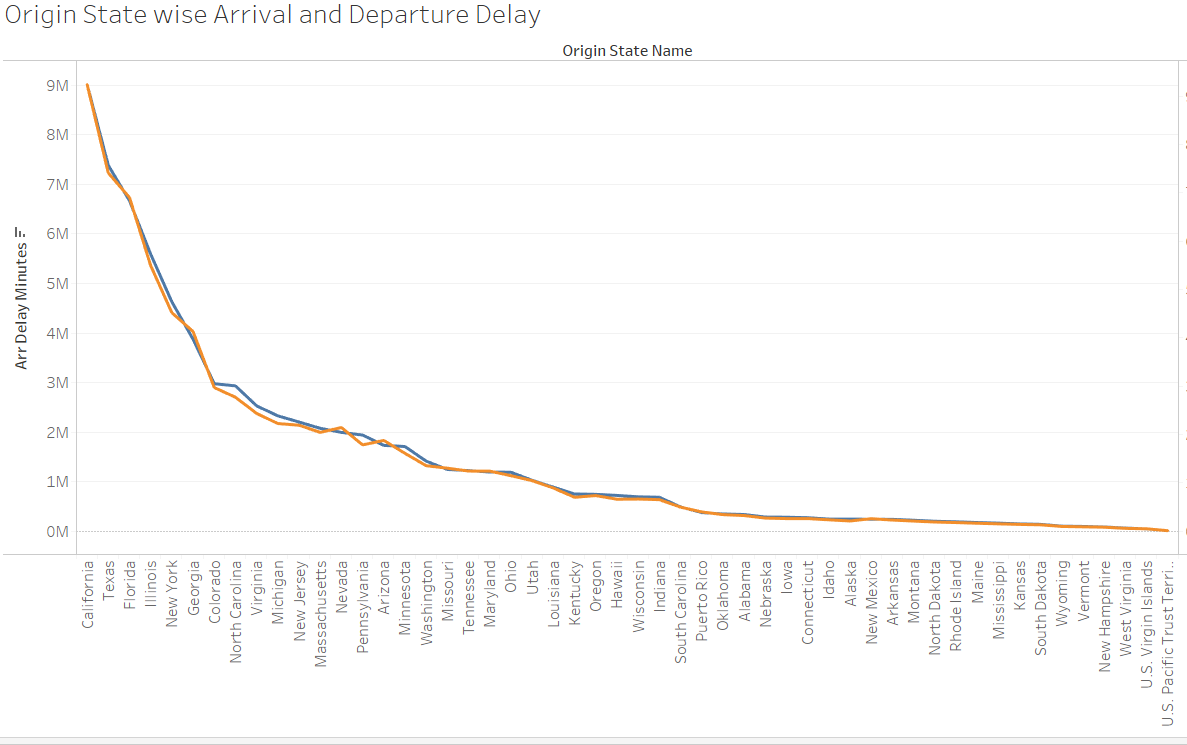 Origin State wise Arrival and Departure Delay
Origin State Name
Arr Delay Minutes
9M
8M
7M
6M
5M
4M
3M
2M
1M
0M
California
Texas
Florida
Illinois
New York
Georgia
Colorado
North Carolina
Virginia
Michigan
New Jersey
Massachusetts
Nevada
Pennsylvania
Arizona
Minnesota
Washington
Missouri
Tennessee
Maryland
Ohio
Utah
Louisiana
Kentucky
Oregon
Hawaii
Wisconsin
Indiana
South Carolina
Puerto Rico
Oklahoma
Alabama
Nebraska
Iowa
Connecticut
Idaho
Alaska
New Mexico
Arkansas
Montana
North Dakota
Rhode Island
Maine
Mississippi
Kansas
South Dakota
Wyoming
Vermont
New Hampshire
West Virginia
U.S. Virgin Islands
U.S. Pacific Trust Terri..